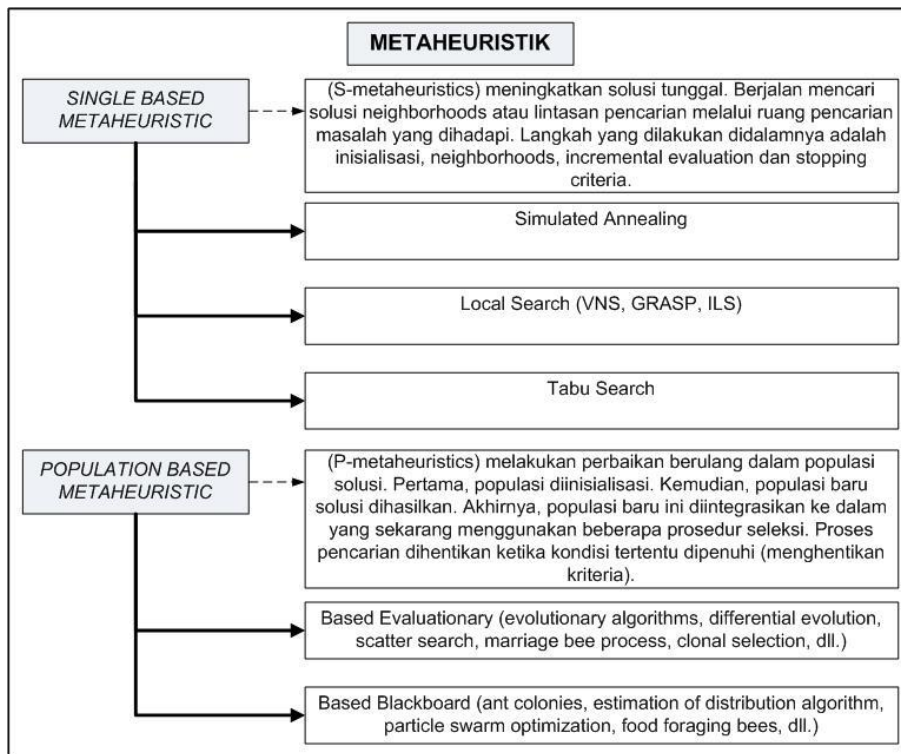 METAHEURISTIK
SINGLE BASED
METAHEURISTIC
(S-metaheuristics) meningkatkan solusi tunggal. Berjalan mencari
solusi neighborhoods atau lintasan pencarian melalui ruang pencarian
masalah yang dihadapi. Langkah yang dilakukan didalamnya adalah
inisialisasi, neighborhoods, incremental evaluation dan stopping
criteria.
Simulated Annealing
Local Search (VNS, GRASP, ILS)
Tabu Search
POPULATION BASED
METAHEURISTIC
(P-metaheuristics) melakukan perbaikan berulang dalam populasi
solusi. Pertama, populasi diinisialisasi. Kemudian, populasi baru
solusi dihasilkan. Akhirnya, populasi baru ini diintegrasikan ke dalam
yang sekarang menggunakan beberapa prosedur seleksi. Proses
pencarian dihentikan ketika kondisi tertentu dipenuhi (menghentikan
kriteria).
Based Evaluationary (evolutionary algorithms, differential evolution,
scatter search, marriage bee process, clonal selection, dll.)
Based Blackboard (ant colonies, estimation of distribution algorithm,
particle swarm optimization, food foraging bees, dll.)